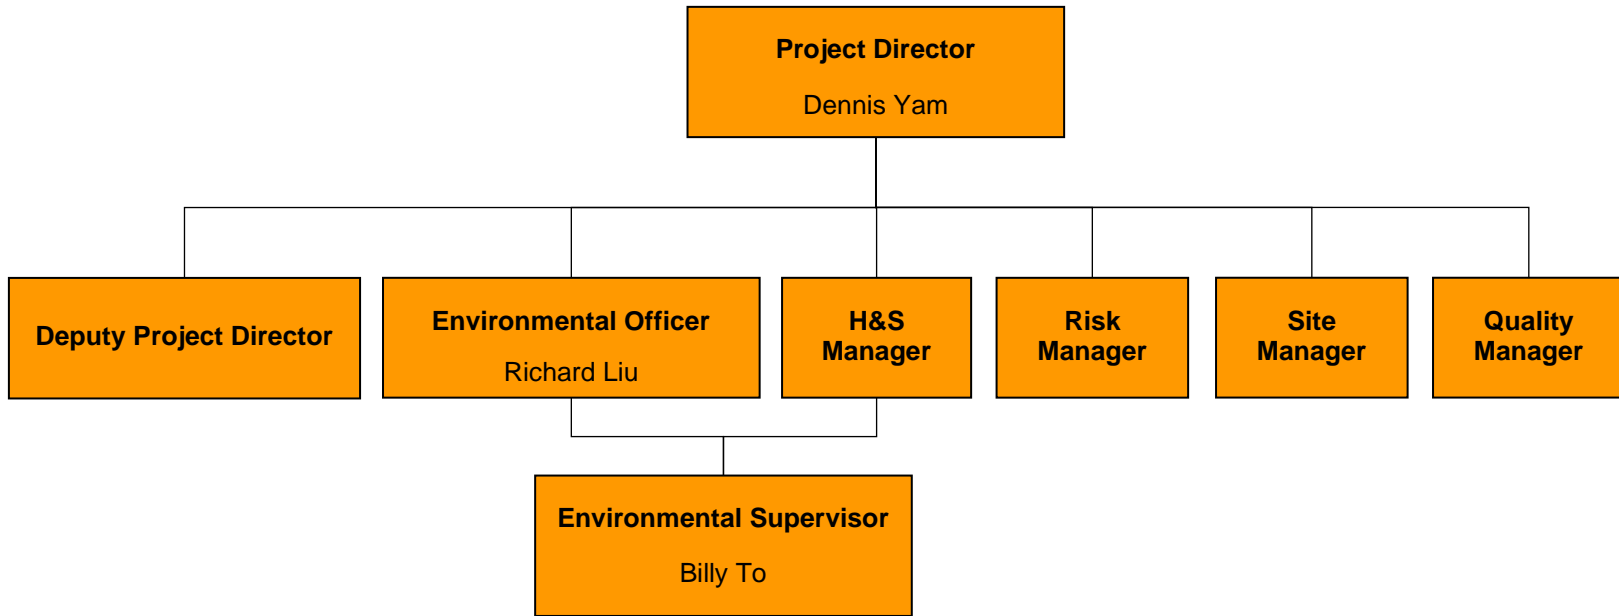 Project Director
Dennis Yam
Deputy Project Director
Environmental Officer
Richard Liu
H&S
Manager
Risk
Manager
Site
Manager
Quality
Manager
Environmental Supervisor
Billy To